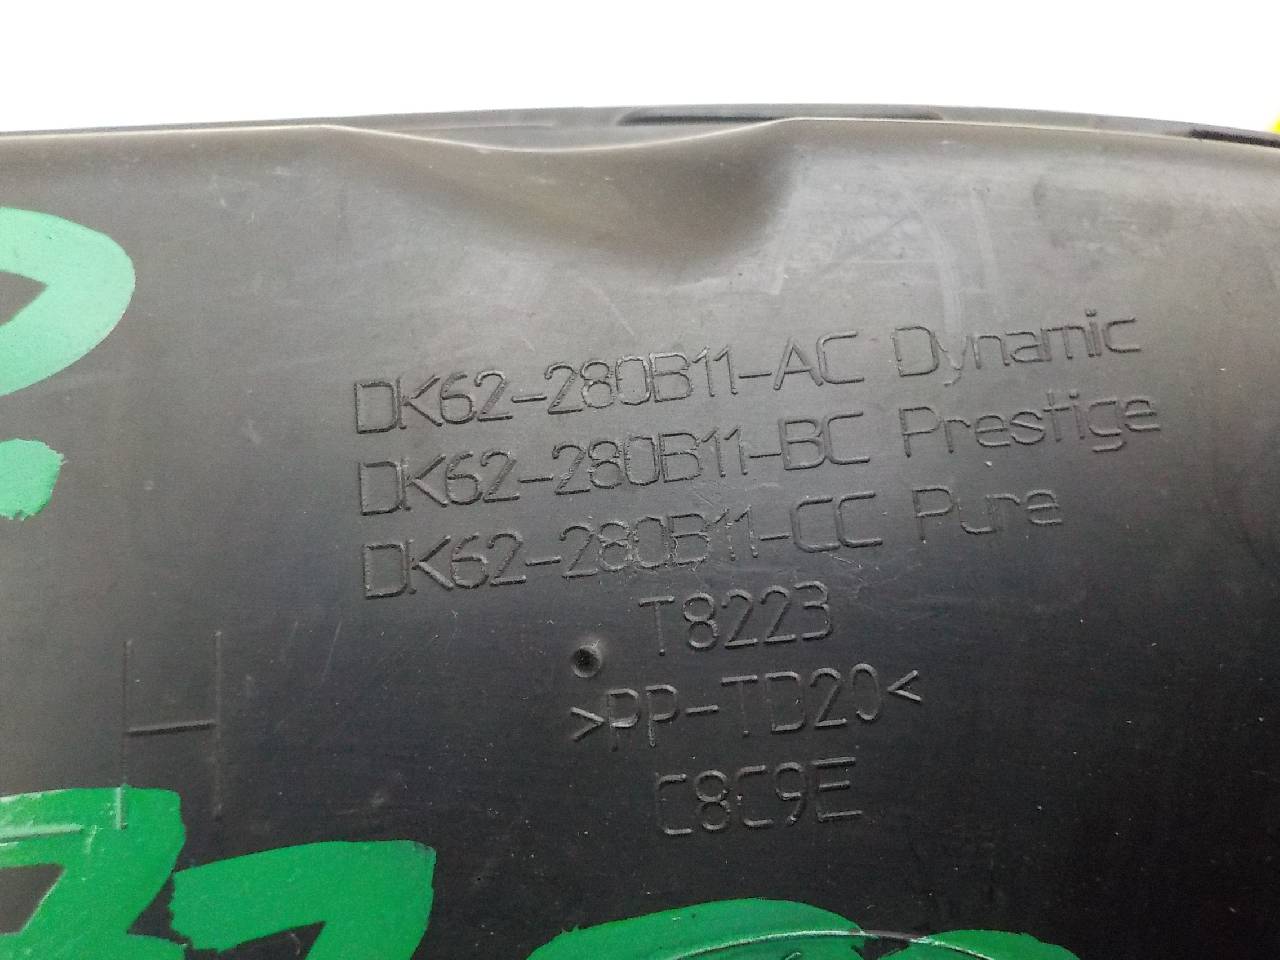 DK62-280B11-AC Dynamic
DK62-280B11-BC Prestige
DK62-280B11-CC Pure
T8223
>PP-TD20<
C8C9E